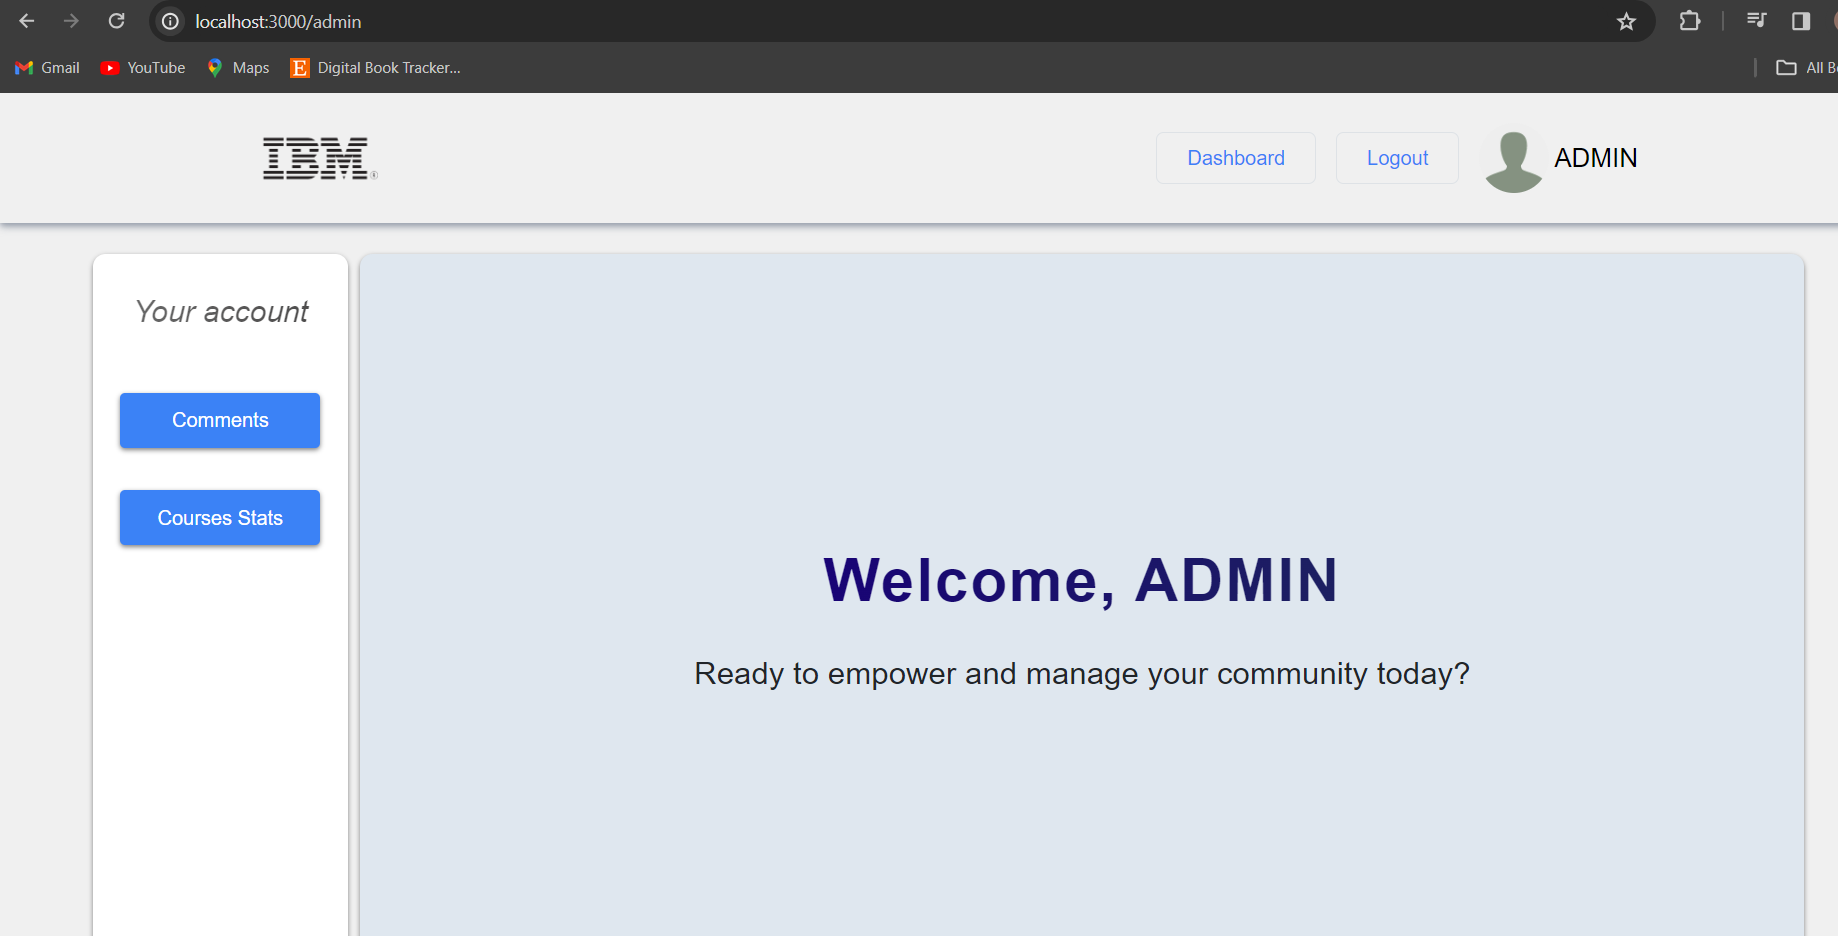 localhost:3000/admin
Gmail YouTube Maps Digital Book Tracker...
IBM®
Dashboard Logout ADMIN
Your account
Comments
Courses Stats
Welcome, ADMIN
Ready to empower and manage your community today?